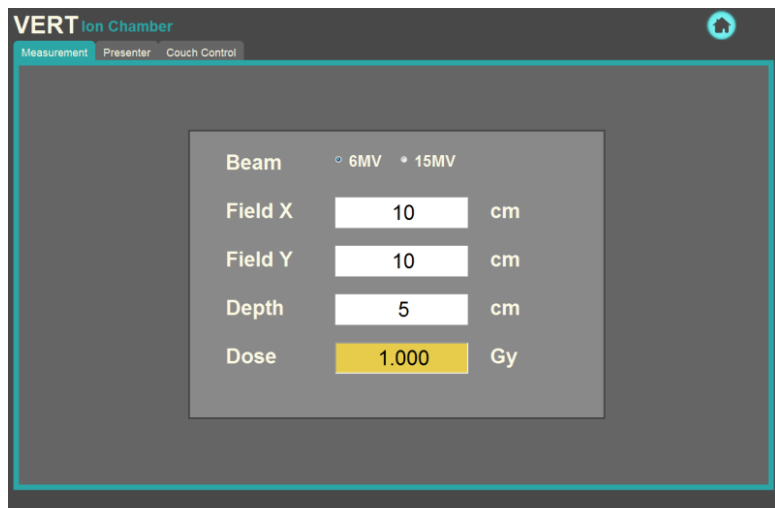 VERT Ion Chamber
Measurement Presenter Couch Control
Beam 6MV 15MV
Field X 10 cm
Field Y 10 cm
Depth 5 cm
Dose 1.000 Gy